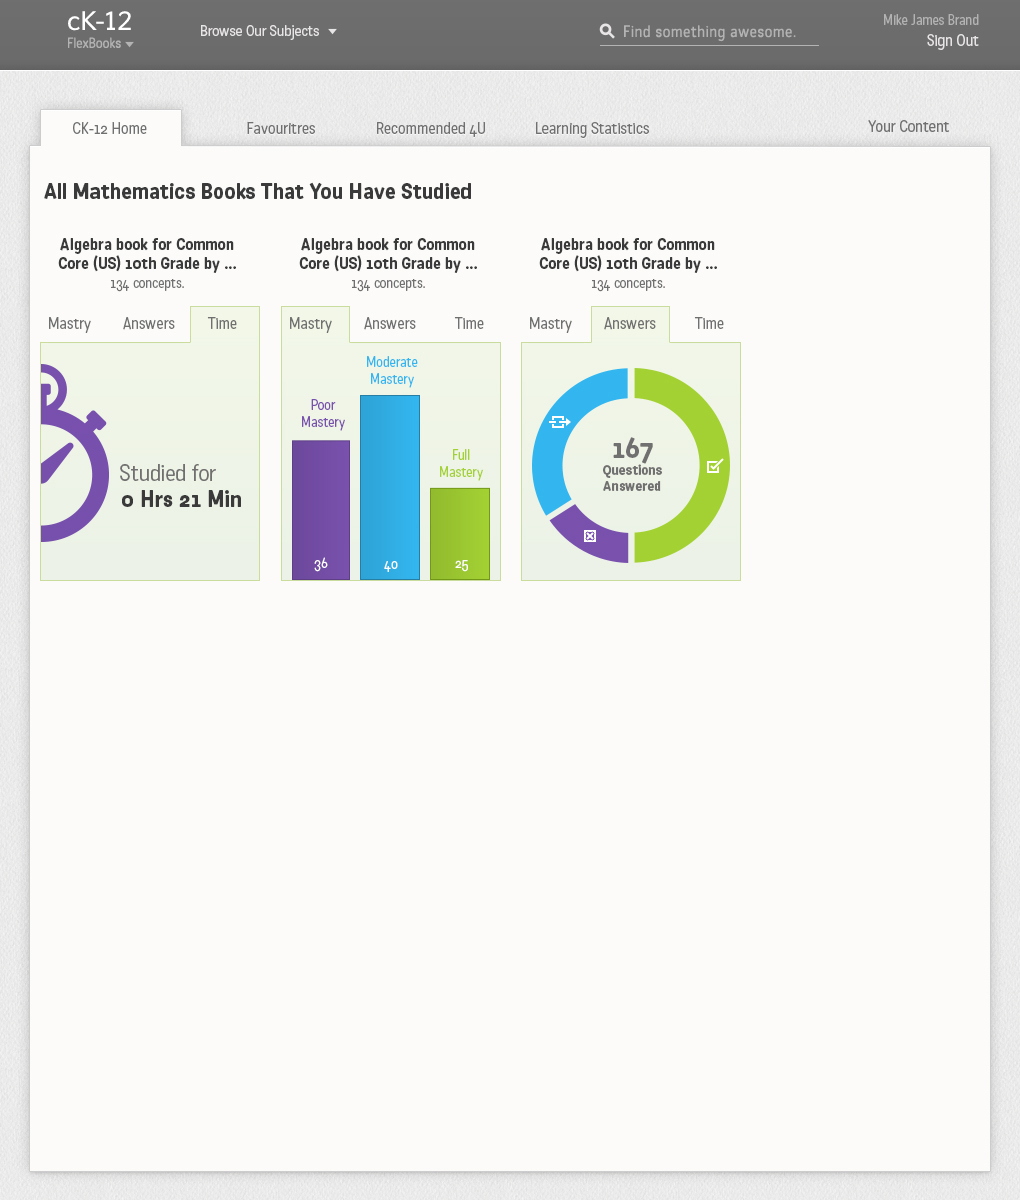 cK-12
FlexBooks
Browse Our Subjects
Find something awesome.
Mike James Brand
Sign Out
CK-12 Home
Favouritres
Recommended 4U
Learning Statistics
Your Content
All Mathematics Books That You Have Studied
Algebra book for Common
Core (US) 10th Grade by ...
134 concepts.
Mastry
Answers
Time
Studied for
0 Hrs 21 Min
Algebra book for Common
Core (US) 10th Grade by ...
134 concepts.
Mastry
Answers
Time
Poor
Mastery
36
Moderate
Mastery
40
Full
Mastery
25
Algebra book for Common
Core (US) 10th Grade by ...
134 concepts.
Mastry
Answers
Time
167
Questions
Answered